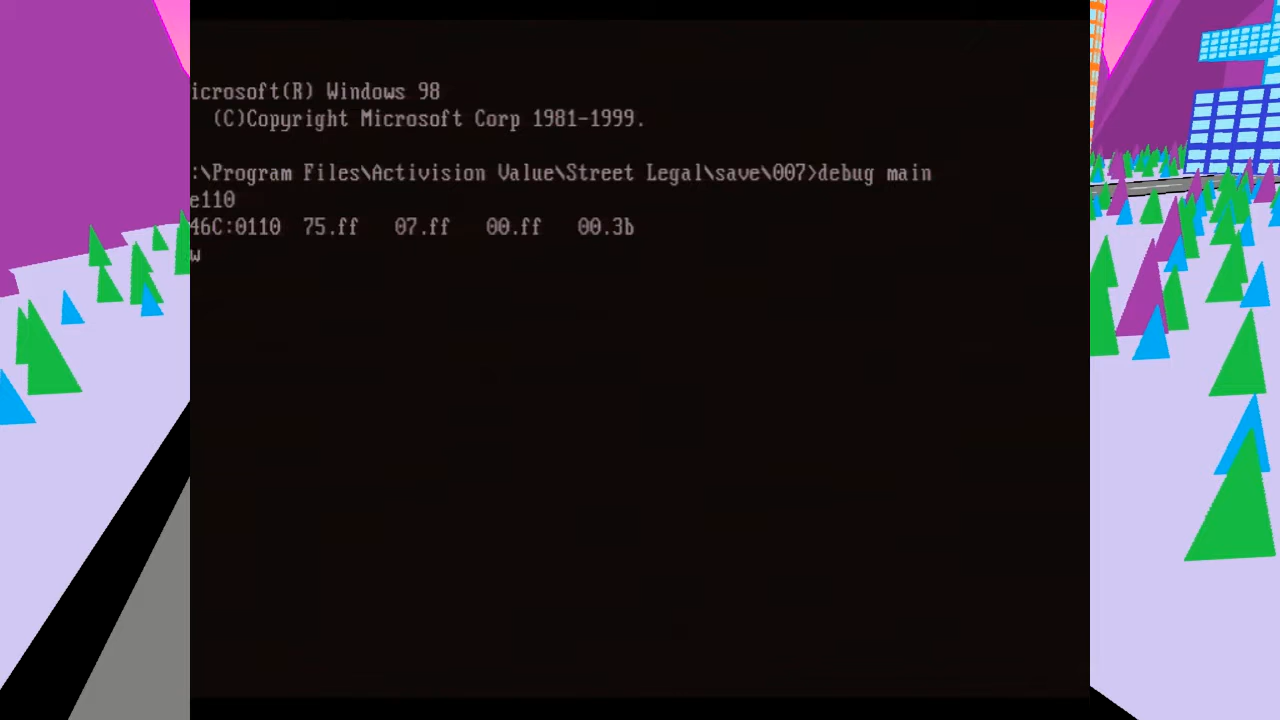 icrosoft(R) Windows 98
(C)Copyright Microsoft Corp 1981-1999.
:\Program Files\Activision Value\Street Legal\save\007>debug main
e110
46C:0110 75.ff 07.ff 00.ff 00.3b
w